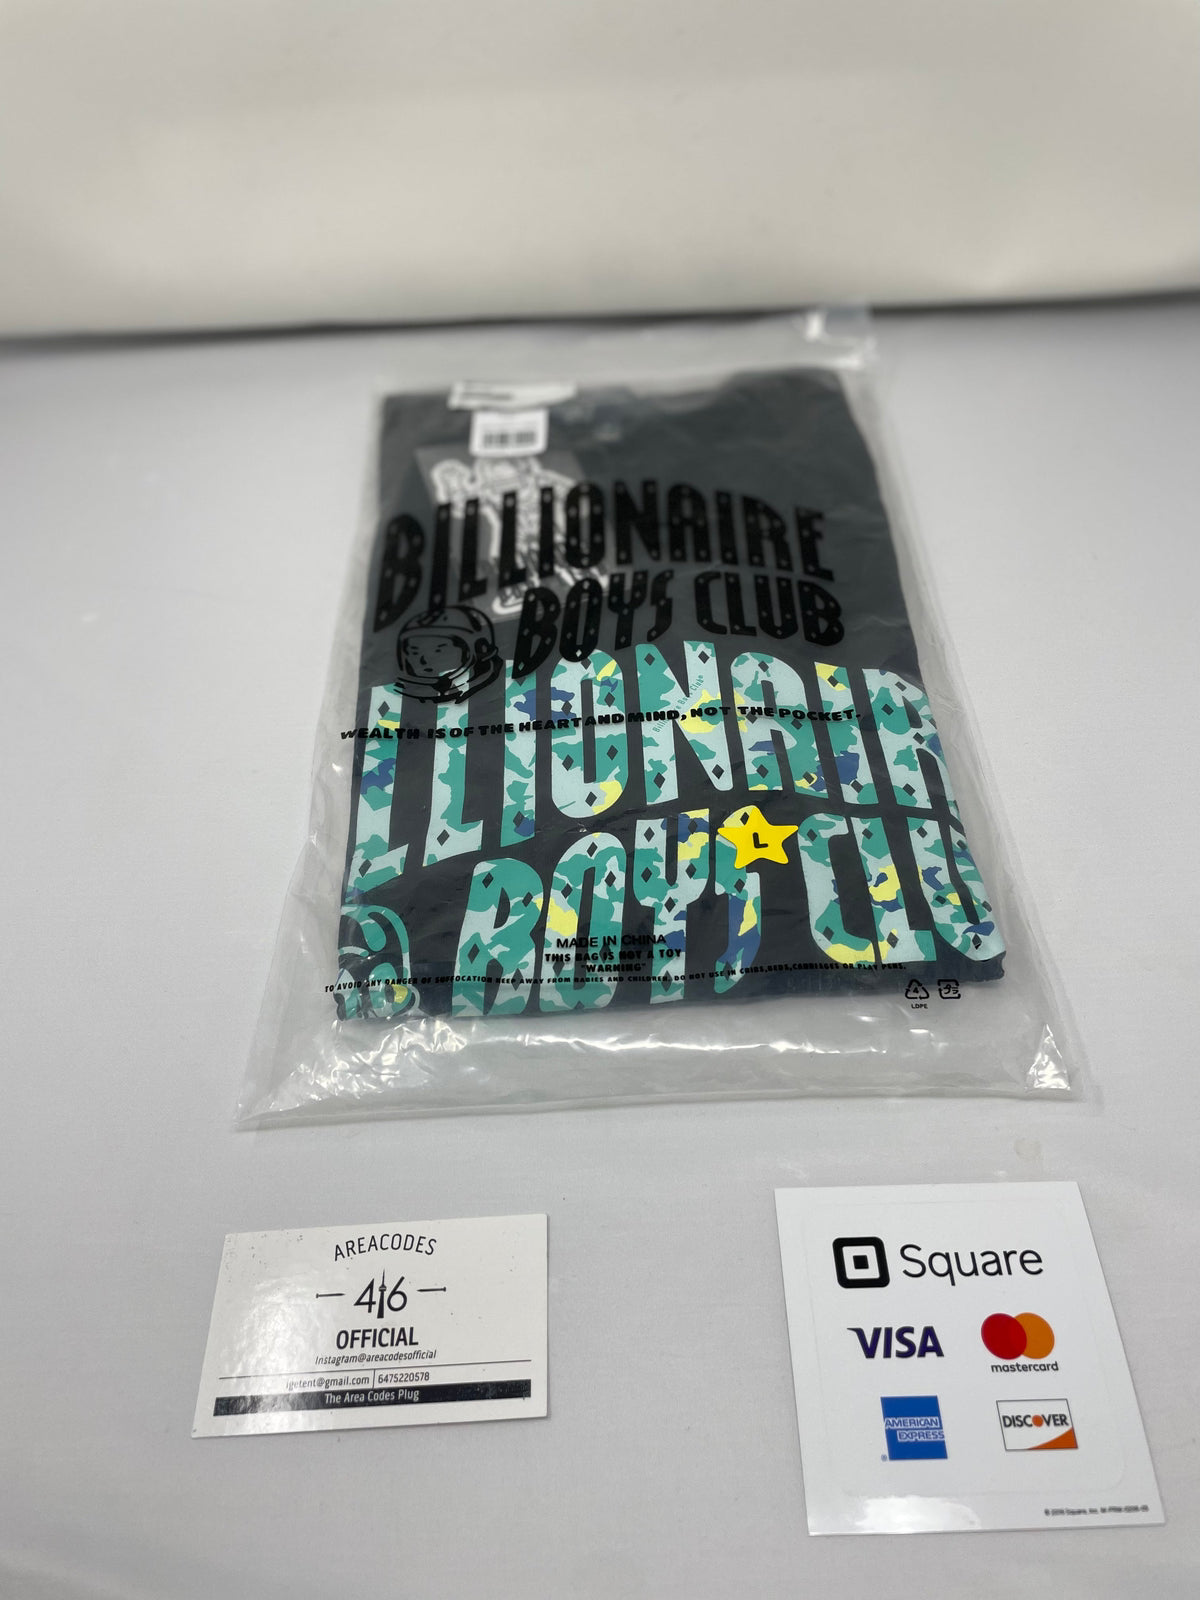 BILLIONAIRE
BOYS CLUB
WEALTH IS OF THE HEART AND MIND, NOT THE POCKET.
LLIONAIR
BOYS CLU
L
MADE IN CHINA
THIS BAG IS NOT A TOY
"WARNING"
TO AVOID ANY DANGER OF SUFFOCATION KEEP AWAY FROM BABIES AND CHILDREN, DO NOT USE IN CRIBS, BEDS, CARRIAGES OR PLAY PENS.
4
LDPE
プラ
AREACODES
416
OFFICIAL
Instagram@areacodesofficial
igetent@gmail.com 6475220578
The Area Codes Plug
Square
VISA
mastercard
AMERICAN
EXPRESS
DISCOVER